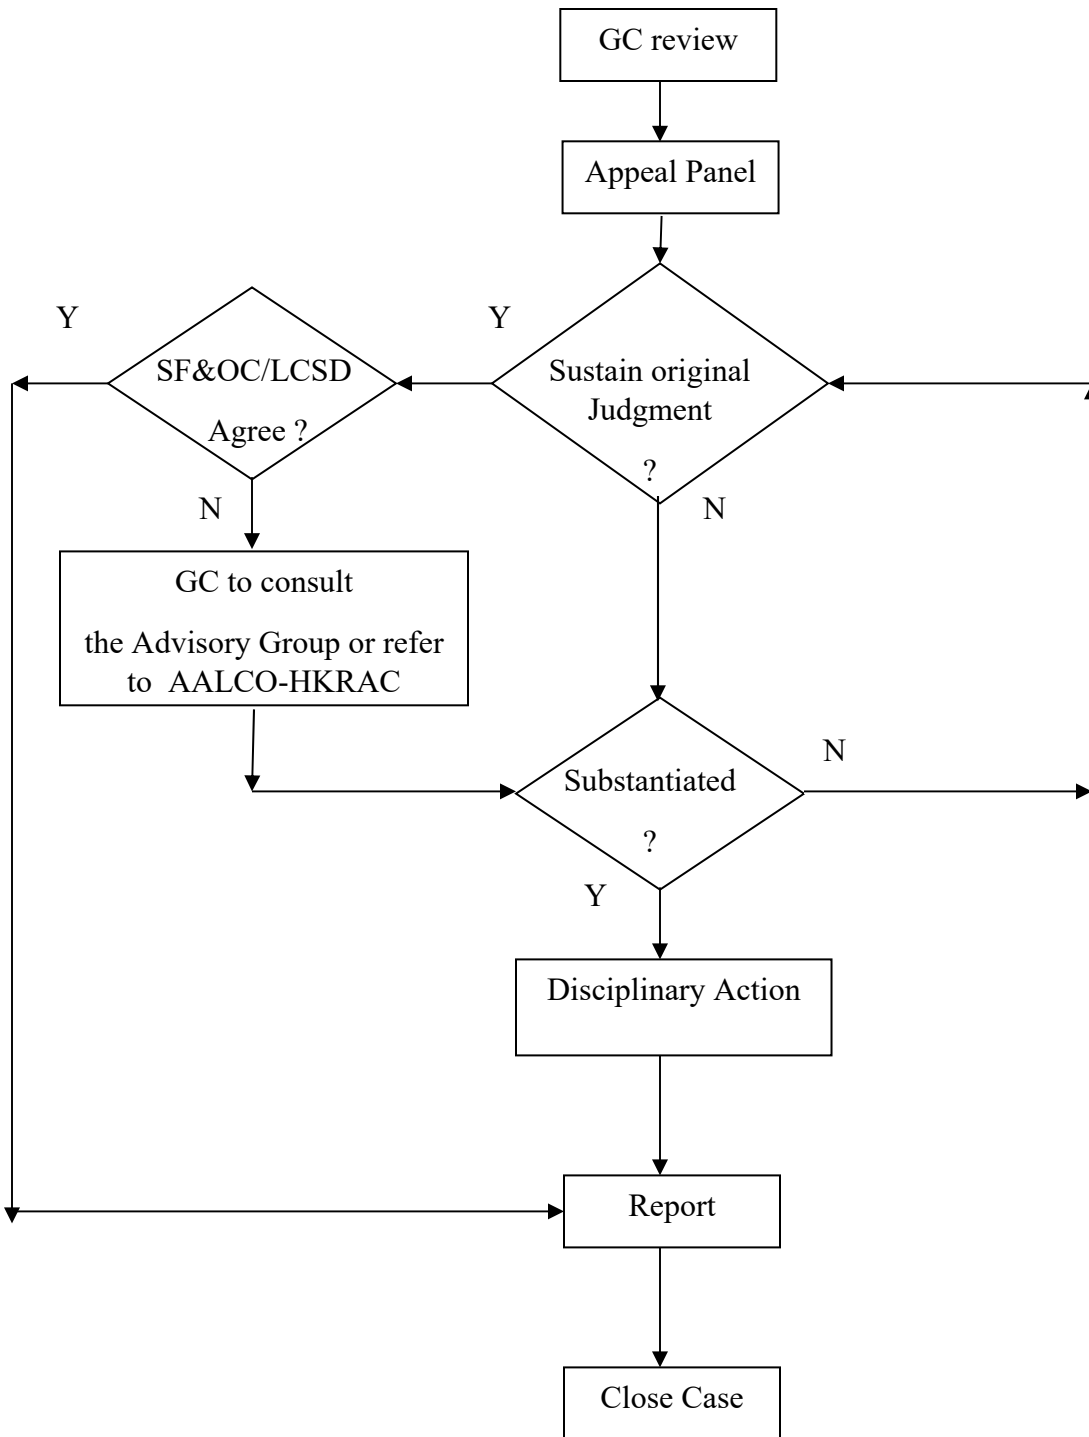 GC review
Appeal Panel
Y
Y
SF&OC/LCSD
Agree ?
Sustain original
Judgment
?
N
N
GC to consult
the Advisory Group or refer
to AALCO-HKRAC
Substantiated
?
N
Y
Disciplinary Action
Report
Close Case